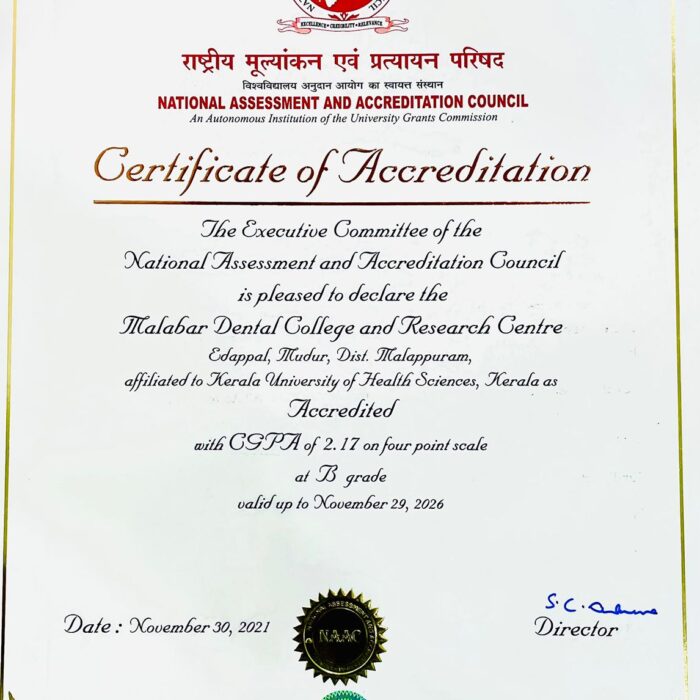 EXCELLENCE • CREDIBILITY • RELEVANCE
राष्ट्रीय मूल्यांकन एवं प्रत्यायन परिषद
विश्वविद्यालय अनुदान आयोग का स्वायत्त संस्थान
NATIONAL ASSESSMENT AND ACCREDITATION COUNCIL
An Autonomous Institution of the University Grants Commission
Certificate of Accreditation
The Executive Committee of the
National Assessment and Accreditation Council
is pleased to declare the
Malabar Dental College and Research Centre
Edappal, Mudur, Dist. Malappuram,
affiliated to Kerala University of Health Sciences, Kerala as
Accredited
with CGPA of 2.17 on four point scale
at B grade
valid up to November 29, 2026
S. C.
Date : November 30, 2021
NAAC
Director